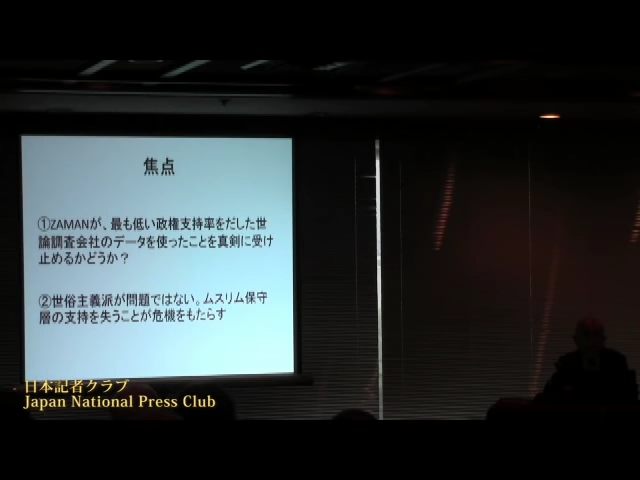 焦点
①ZAMANが、最も低い政権支持率をだした世
論調査会社のデータを使ったことを真剣に受け
止めるかどうか？
②世俗主義派が問題ではない。ムスリム保守
層の支持を失うことが危機をもたらす
日本記者クラブ
Japan National Press Club